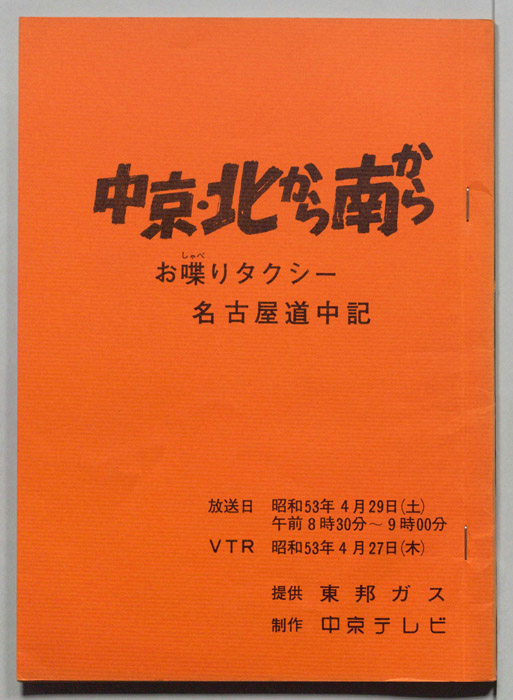 中京・北から南から
しゃべ
お喋りタクシー
名古屋道中記
放送日 昭和53年4月29日(土)
午前8時30分～9時00分
VTR 昭和53年4月27日(木)
提供 東邦ガス
制作 中京テレビ